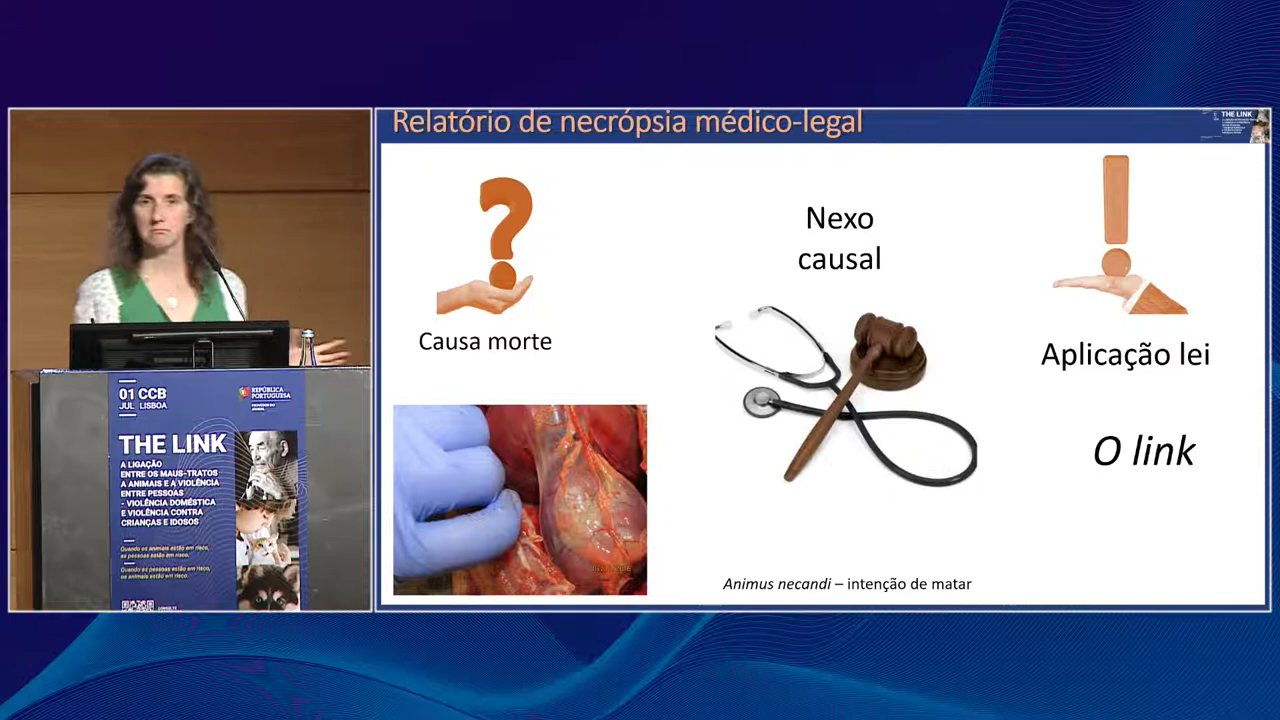 Relatório de necrópsia médico-legal
THE LINK
Nexo
causal
Causa morte
Aplicação lei
O link
Animus necandi – intenção de matar
01 CCB
JUL LISBOA
REPÚBLICA
PORTUGUESA
THE LINK
A LIGAÇÃO
ENTRE OS MAUS-TRATOS
A ANIMAIS E A VIOLÊNCIA
ENTRE PESSOAS
- VIOLÊNCIA DOMÉSTICA
E VIOLÊNCIA CONTRA
CRIANÇAS E IDOSOS
Quando os animais estão em risco,
as pessoas estão em risco.
Quando as pessoas estão em risco,
os animais estão em risco.